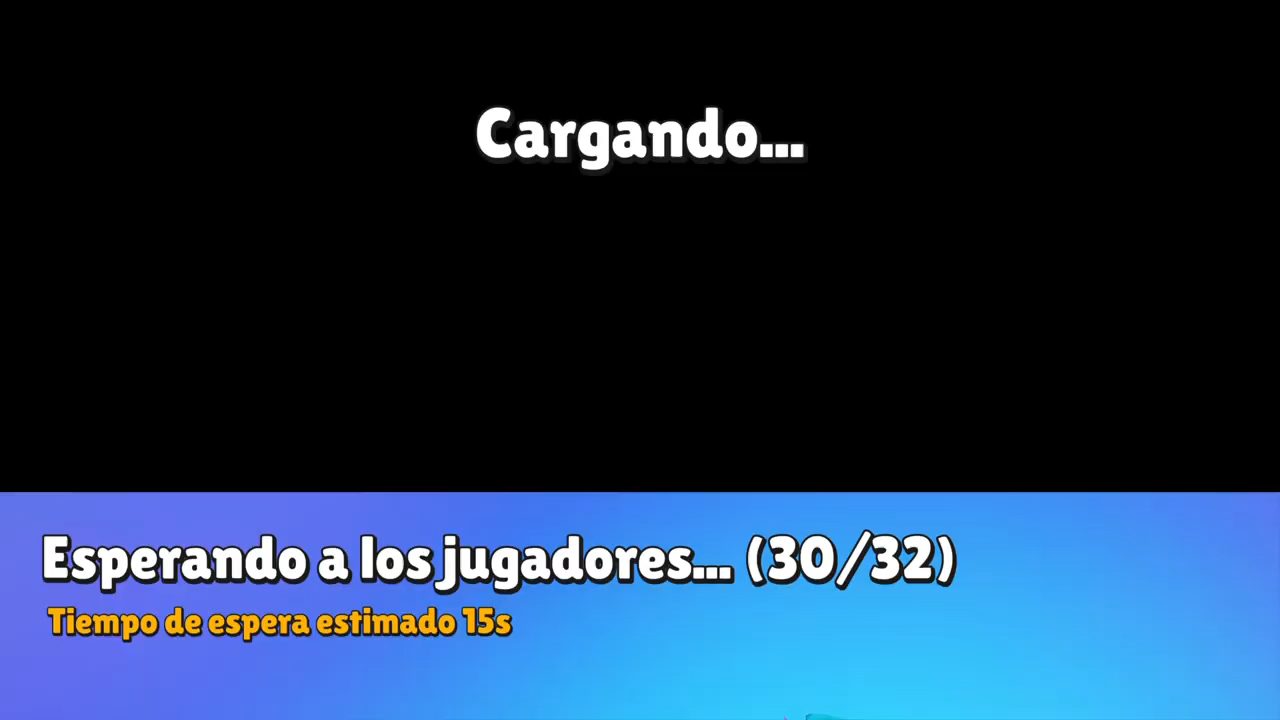 Cargando...
Esperando a los jugadores... (30/32)
Tiempo de espera estimado 15s